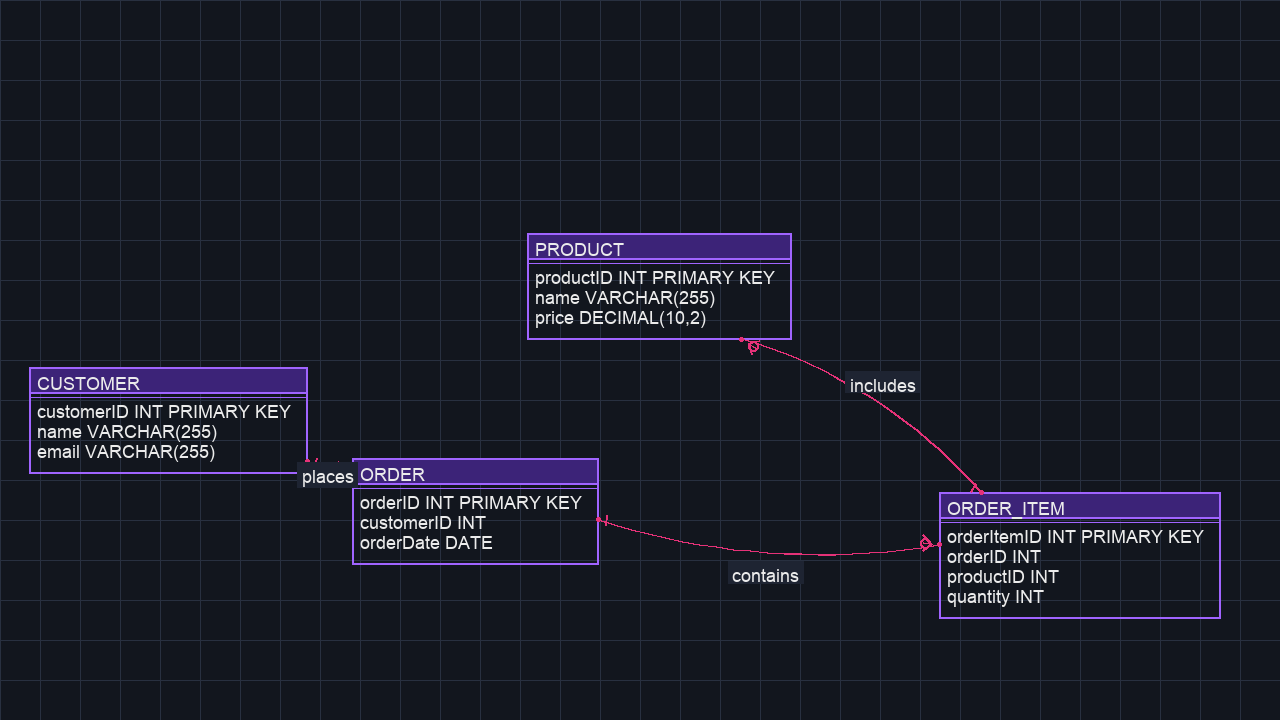 PRODUCT
productID INT PRIMARY KEY
name VARCHAR(255)
price DECIMAL(10,2)
includes
CUSTOMER
customerID INT PRIMARY KEY
name VARCHAR(255)
email VARCHAR(255)
places
ORDER
orderID INT PRIMARY KEY
customerID INT
orderDate DATE
contains
ORDER_ITEM
orderItemID INT PRIMARY KEY
orderID INT
productID INT
quantity INT